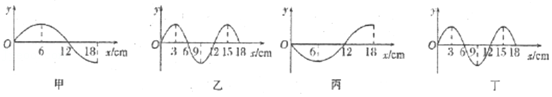 y y y y
O 6 12 18 x/cm O 3 6 9 12 15 18 x/cm O 6 12 18 x/cm O 3 6 9 12 15 18 x/cm
甲 乙 丙 丁